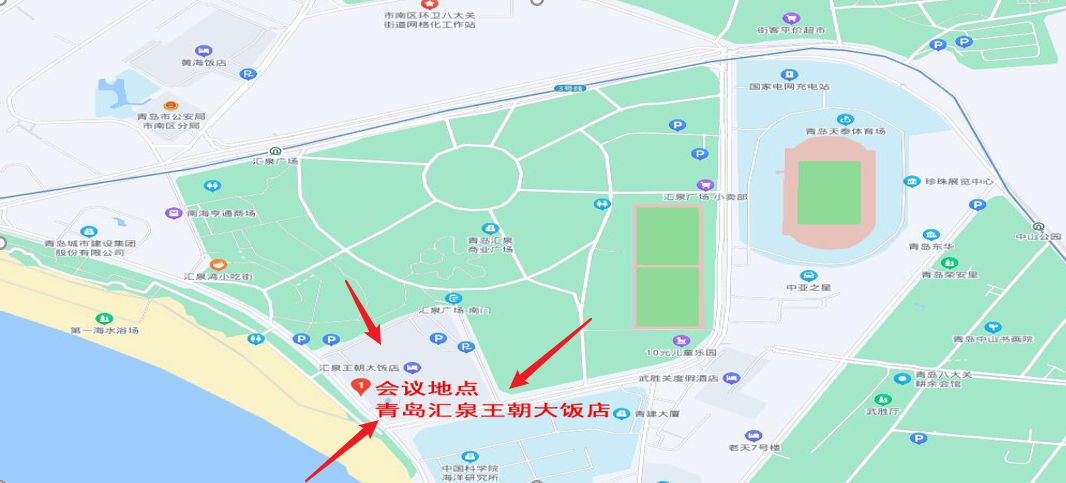 市南区环卫八大关
街道网格化工作站
街客平价超市
黄海饭店
国家电网充电站
3号线
青岛市公安局
市南区分局
青岛天泰体育场
汇泉广场
珍珠展览中心
汇泉广场 小卖部
南海亨通商场
青岛城市建设集团
股份有限公司
青岛汇泉
商业广场
中山公园
青岛东华
汇泉湾小吃街
青岛荣安里
中亚之星
汇泉广场 南门
第一海水浴场
青岛中山书画院
10元儿童乐园
汇泉王朝大饭店
武胜关度假酒店
青岛八大关
耕余会馆
1
会议地点
青岛汇泉王朝大饭店
青建大厦
武胜厅
老天7号楼
中国科学院
海洋研究所